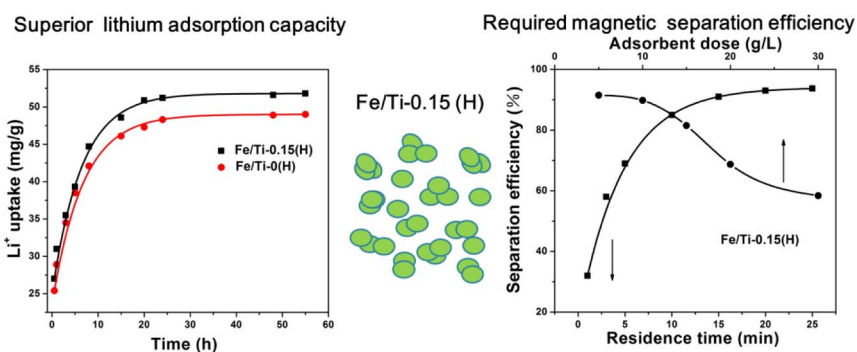 Superior lithium adsorption capacity
55
50
45
40
35
30
25
Li⁺ uptake (mg/g)
Fe/Ti-0.15(H)
Fe/Ti-0(H)
0 10 20 30 40 50 60
Time (h)
Fe/Ti-0.15 (H)
Required magnetic separation efficiency
Adsorbent dose (g/L)
0 5 10 15 20 25 30
100
80
60
40
20
Separation efficiency (%)
Fe/Ti-0.15(H)
0 5 10 15 20 25
Residence time (min)